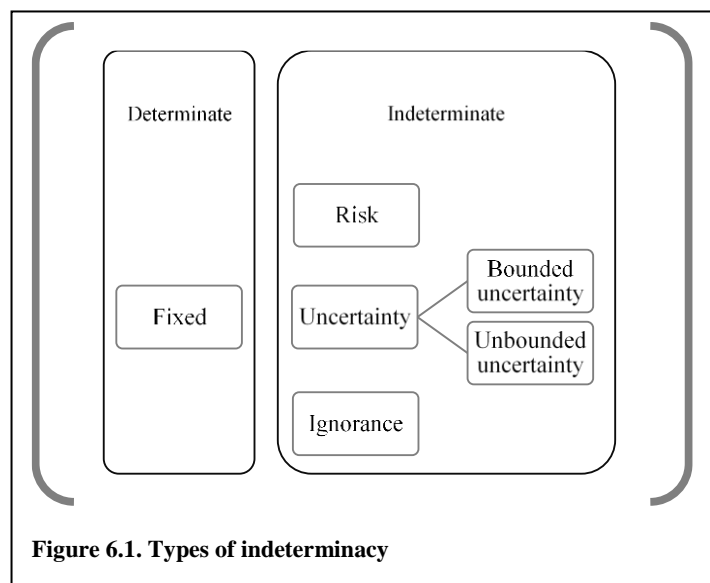 Determinate
Indeterminate
Fixed
Risk
Uncertainty
Bounded
uncertainty
Unbounded
uncertainty
Ignorance
Figure 6.1. Types of indeterminacy